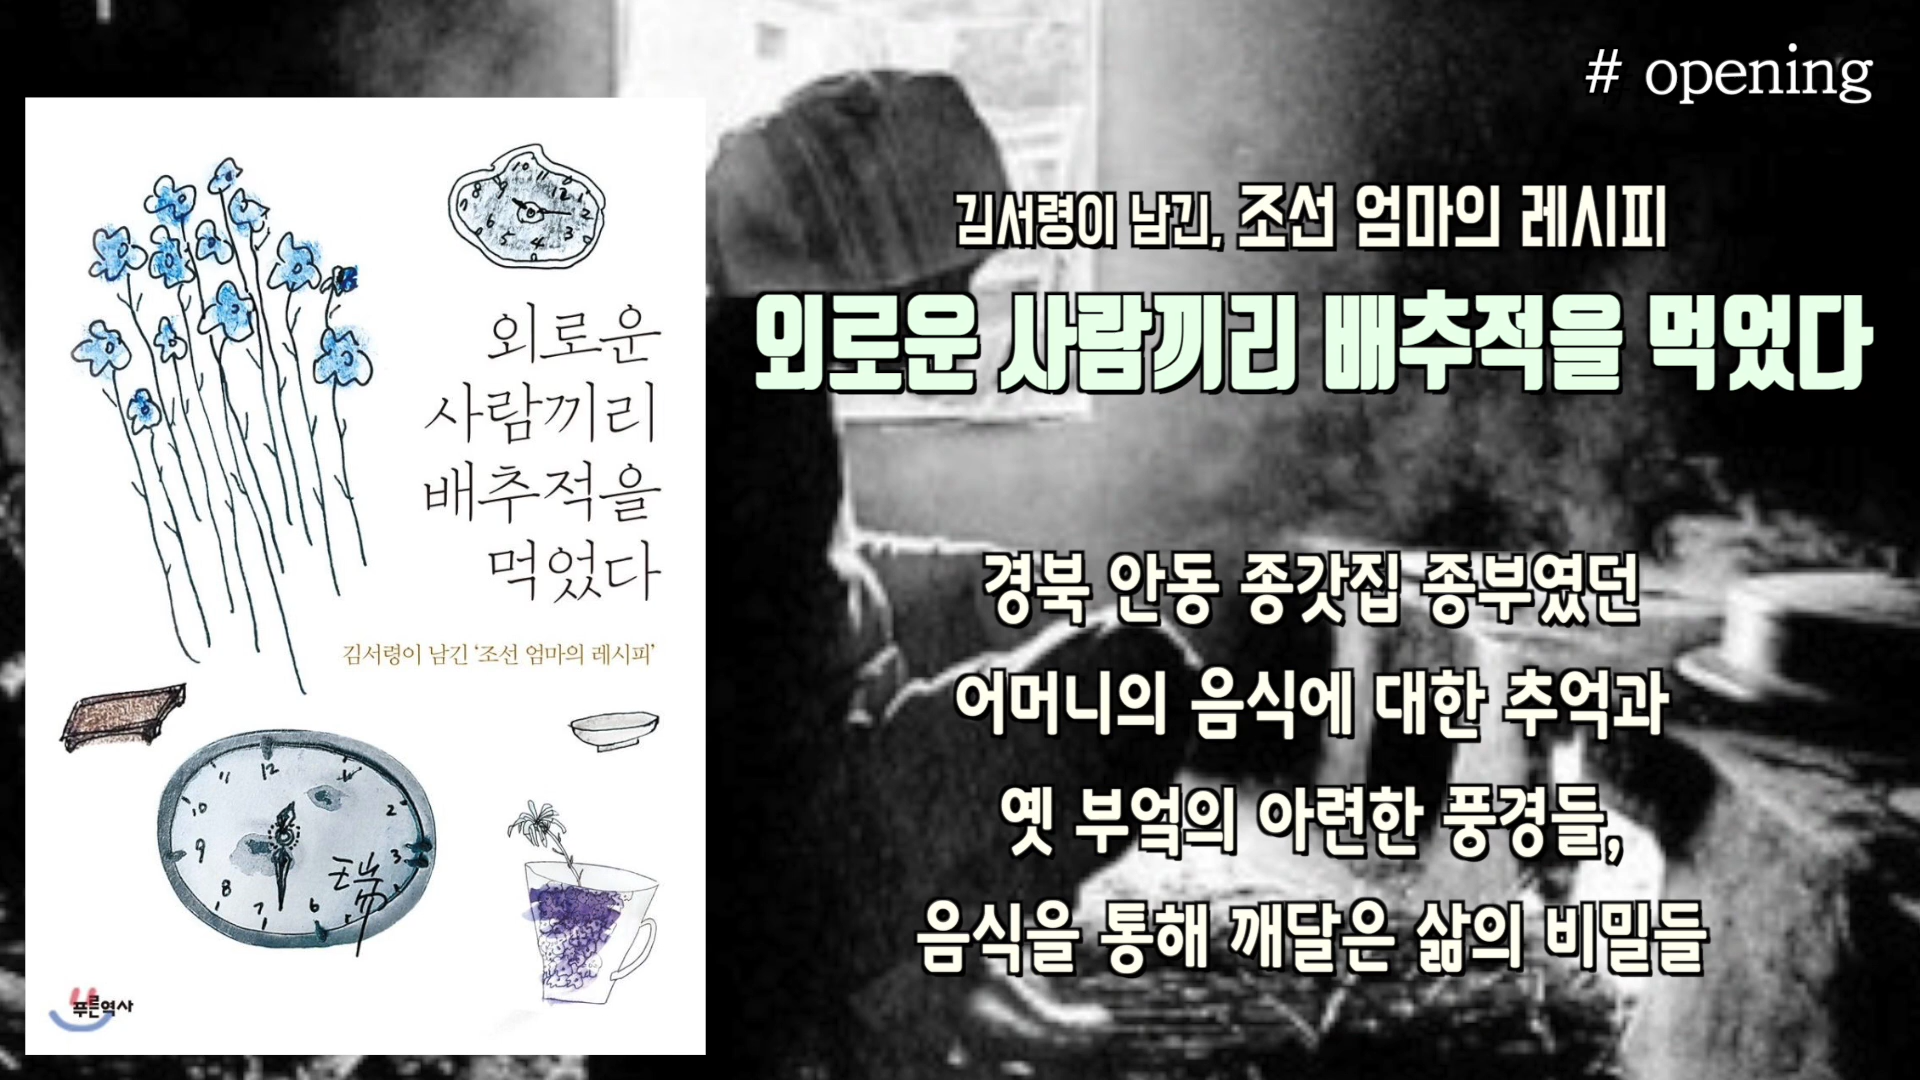 # opening
김서령이 남긴, 조선 엄마의 레시피
외로운 사람끼리 배추적을 먹었다
경북 안동 종갓집 종부였던
어머니의 음식에 대한 추억과
옛 부엌의 아련한 풍경들,
음식을 통해 깨달은 삶의 비밀들
외로운
사람끼리
배추적을
먹었다
김서령이 남긴 ‘조선 엄마의 레시피’
푸른역사